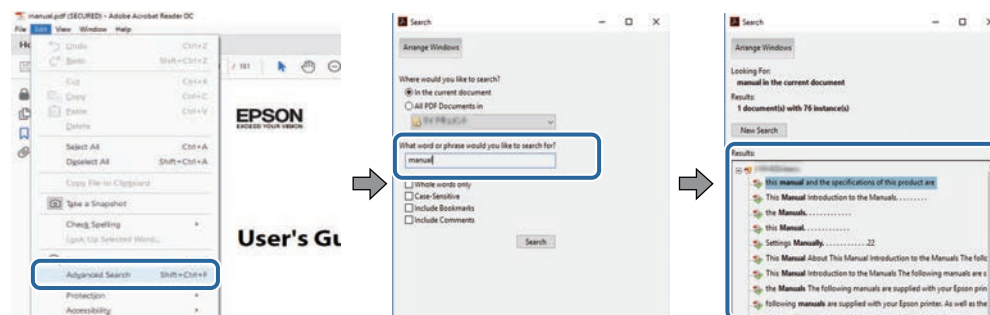 manual.pdf (SECURED) - Adobe Acrobat Reader DC
File Edit View Window Help
Undo Ctrl+Z
Redo Shift+Ctrl+Z
Cut Ctrl+X
Copy Ctrl+C
Paste Ctrl+V
Delete
Select All Ctrl+A
Deselect All Shift+Ctrl+A
Copy File to Clipboard
Take a Snapshot
Check Spelling
Look Up Selected Word...
Advanced Search Shift+Ctrl+F
Protection
Accessibility
/ 181
EPSON
EXCEED YOUR VISION
User's Gu
Search
Arrange Windows
Where would you like to search?
In the current document
All PDF Documents in
What word or phrase would you like to search for?
manual
Whole words only
Case-Sensitive
Include Bookmarks
Include Comments
Search
Search
Arrange Windows
Looking For:
manual in the current document
Results:
1 document(s) with 76 instance(s)
New Search
Results:
this manual and the specifications of this product are
This Manual Introduction to the Manuals.........
the Manuals............
this Manual............
Settings Manually............22
This Manual About This Manual Introduction to the Manuals The follo
This Manual Introduction to the Manuals The following manuals are s
the Manuals The following manuals are supplied with your Epson prin
following manuals are supplied with your Epson printer. As well as the